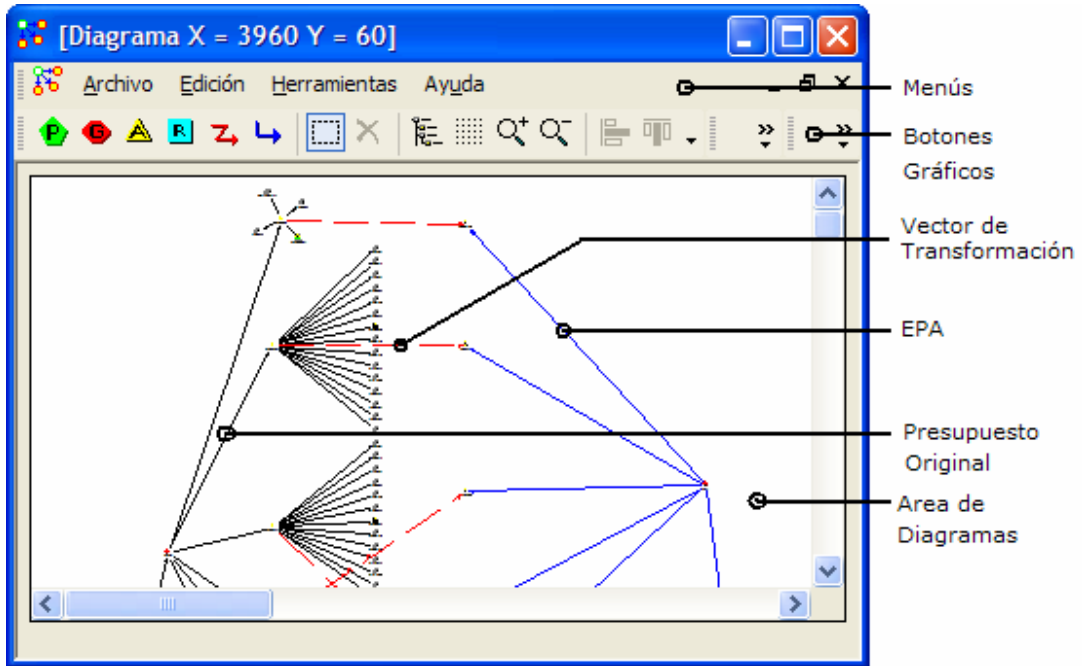 [Diagrama X = 3960 Y = 60]
Archivo Edición Herramientas Ayuda
P G A R Z
Menús
Botones
Gráficos
Vector de
Transformación
EPA
Presupuesto
Original
Area de
Diagramas